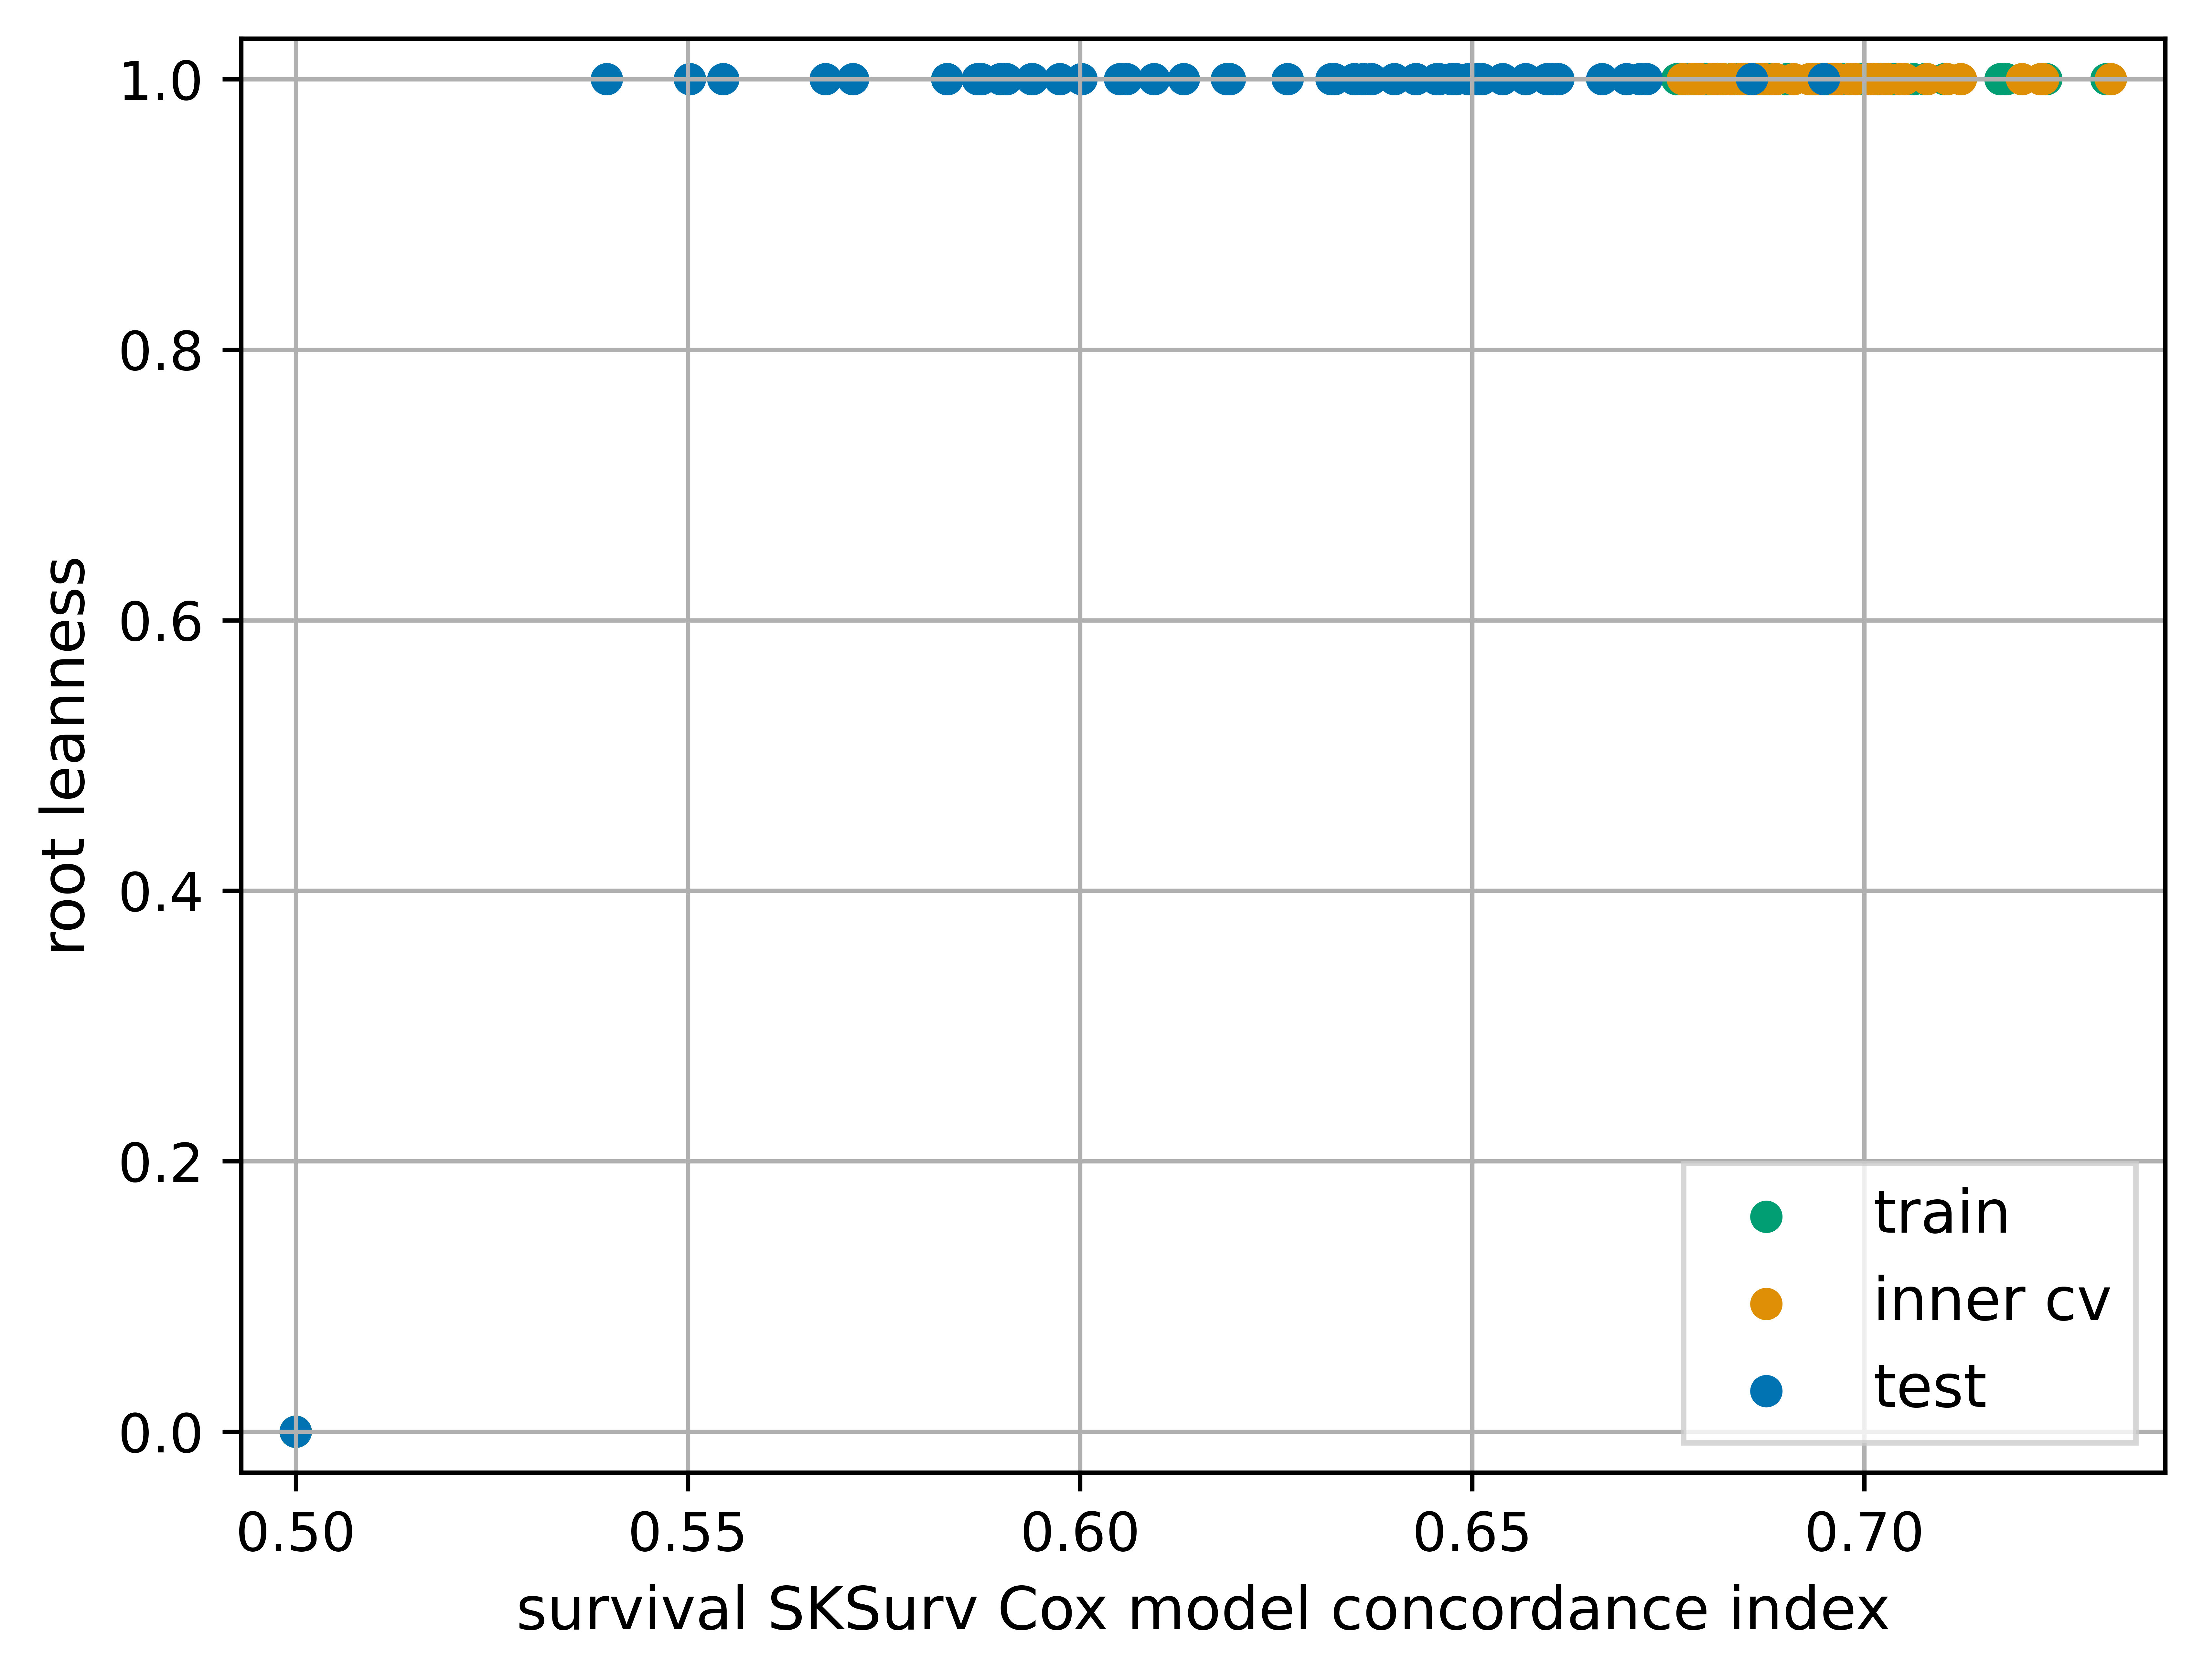 1.0
0.8
0.6
0.4
0.2
0.0
root leanness
train
inner cv
test
0.50 0.55 0.60 0.65 0.70
survival SKSurv Cox model concordance index